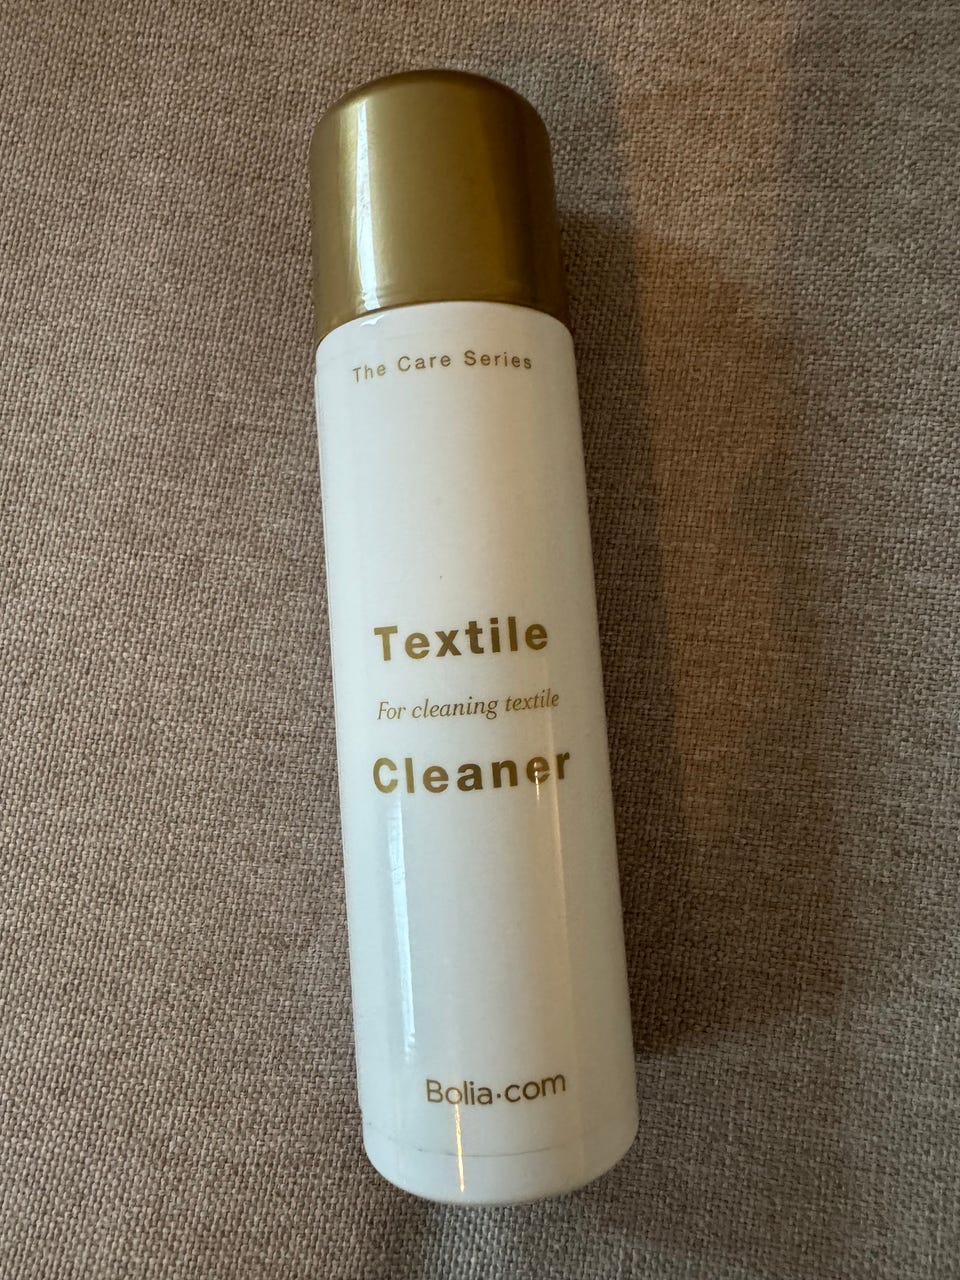 The Care Series
Textile
For cleaning textile
Cleaner
Bolia.com